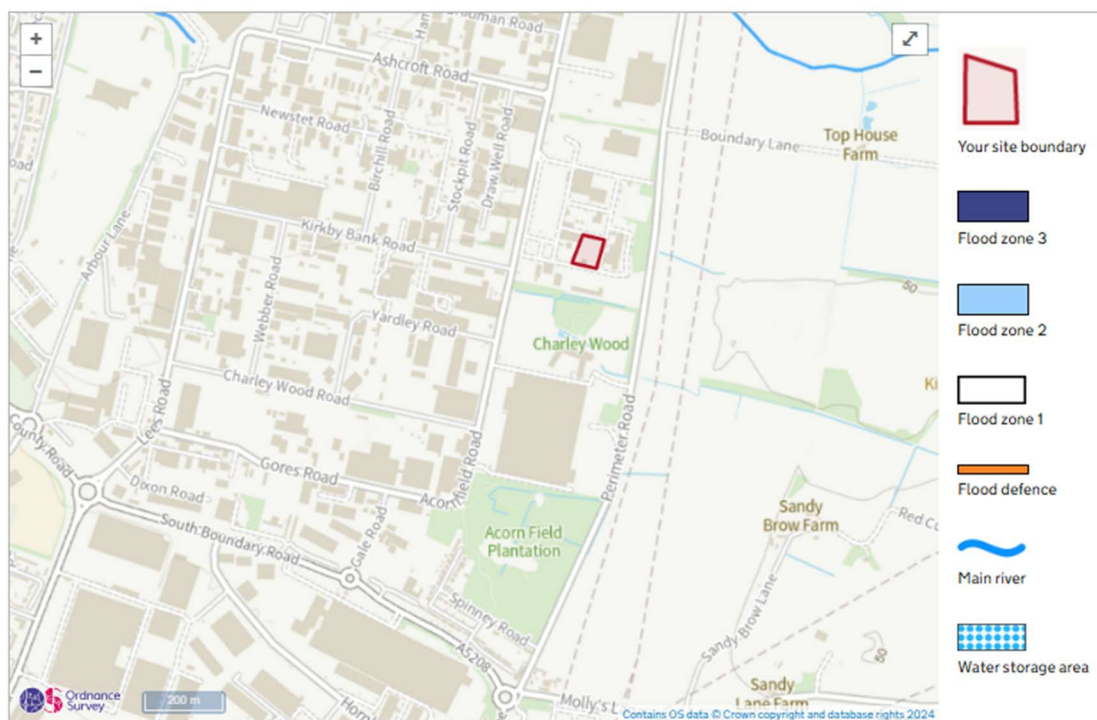 +
−
Ashcroft Road
Newstet Road
Birchill Road
Stockpit Road
Draw Well Road
Boundary Lane
Top House
Farm
Arbour Lane
Kirkby Bank Road
Webber Road
Yardley Road
50
Charley Wood
Charley Wood Road
Lees Road
County Road
Gores Road
Acornfield Road
Perimeter Road
Dixon Road
South Boundary Road
Gale Road
Acorn Field
Plantation
Sandy
Brow Farm
Spinney Road
A5208
Sandy Brow Lane
50
Sandy
Lane Farm
Ordnance
Survey
200 m
Contains OS data © Crown copyright and database rights 2024
Your site boundary
Flood zone 3
Flood zone 2
Flood zone 1
Flood defence
Main river
Water storage area